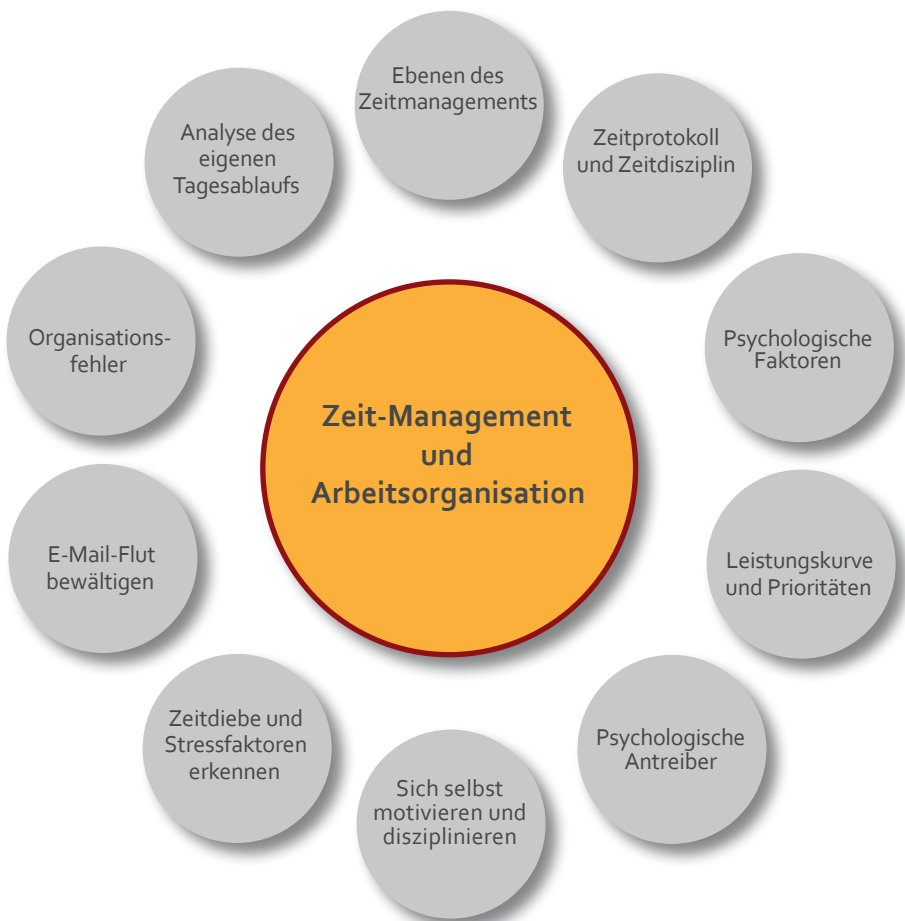 Ebenen des
Zeitmanagements
Zeitprotokoll
und Zeitdisziplin
Psychologische
Faktoren
Leistungskurve
und Prioritäten
Psychologische
Antreiber
Sich selbst
motivieren und
disziplinieren
Zeitdiebe und
Stressfaktoren
erkennen
E-Mail-Flut
bewältigen
Organisations-
fehler
Analyse des
eigenen
Tagesablaufs
Zeit-Management
und
Arbeitsorganisation